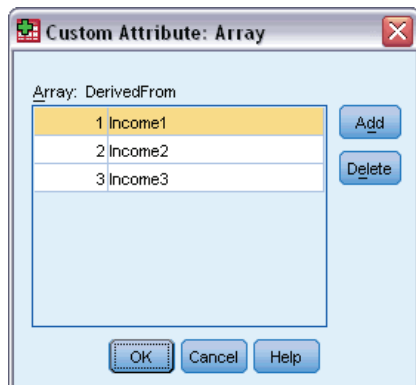 Custom Attribute: Array
Array: DerivedFrom
1 Income1
2 Income2
3 Income3
Add
Delete
OK Cancel Help